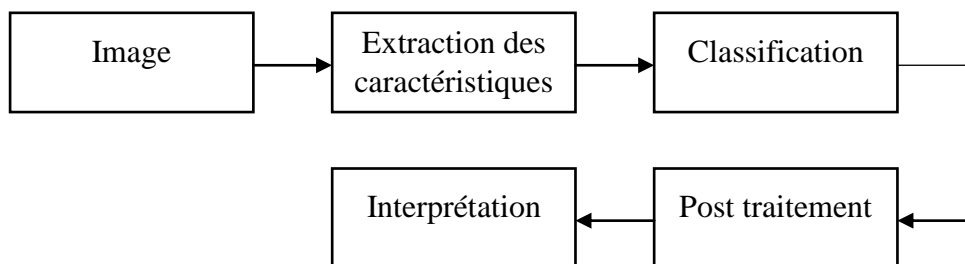 Image
Extraction des
caractéristiques
Classification
Post traitement
Interprétation